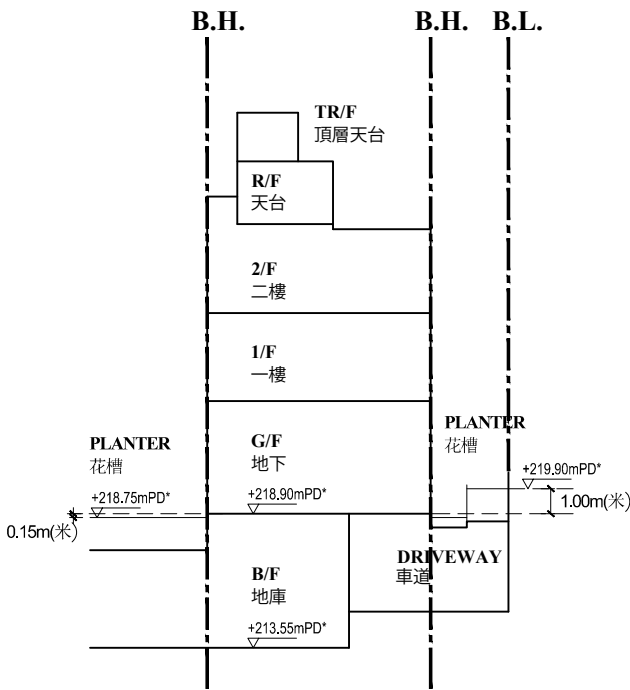 B.H.
B.H.
B.L.
TR/F
頂層天台
R/F
天台
2/F
二樓
1/F
一樓
PLANTER
花槽
G/F
地下
PLANTER
花槽
+219.90mPD*
+218.75mPD*
+218.90mPD*
1.00m(米)
0.15m(米)
DRIVEWAY
車道
B/F
地庫
+213.55mPD*